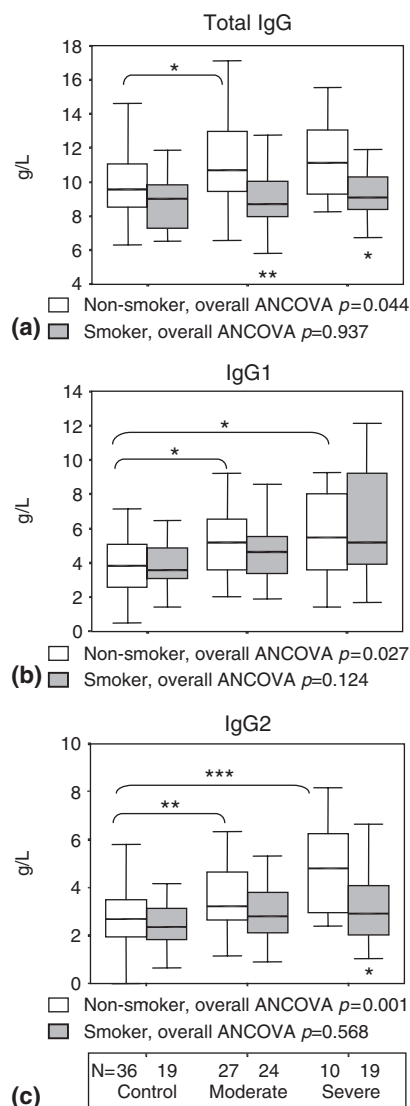 Total IgG
18
16
14
12
10
8
6
4
g/L
*
**
*
Non-smoker, overall ANCOVA p=0.044
(a) Smoker, overall ANCOVA p=0.937
IgG1
14
12
10
8
6
4
2
0
g/L
*
*
Non-smoker, overall ANCOVA p=0.027
(b) Smoker, overall ANCOVA p=0.124
IgG2
10
8
6
4
2
0
g/L
***
**
*
Non-smoker, overall ANCOVA p=0.001
Smoker, overall ANCOVA p=0.568
N=36 19 27 24 10 19
(c) Control Moderate Severe